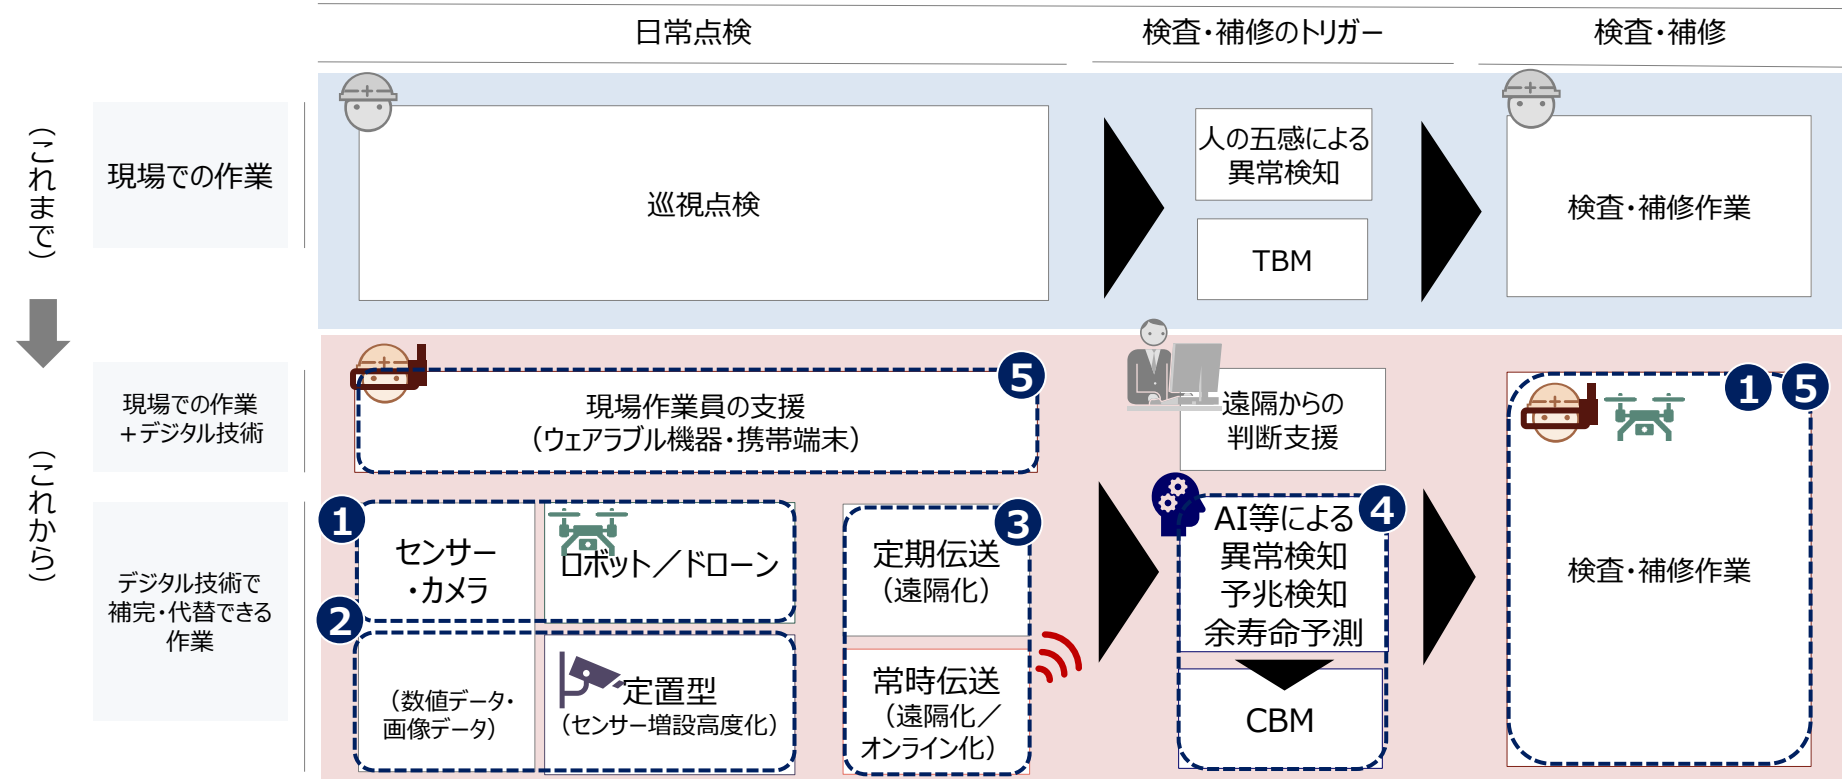 日常点検
検査・補修のトリガー
検査・補修
（これまで）
現場での作業
巡視点検
人の五感による
異常検知
TBM
検査・補修作業
（これから）
現場での作業
＋デジタル技術
現場作業員の支援
（ウェアラブル機器・携帯端末）
5
遠隔からの
判断支援
1
5
デジタル技術で
補完・代替できる
作業
1
センサー
・カメラ
ロボット／ドローン
2
（数値データ・
画像データ）
定置型
（センサー増設高度化）
3
定期伝送
（遠隔化）
常時伝送
（遠隔化／
オンライン化）
4
AI等による
異常検知
予兆検知
余寿命予測
CBM
検査・補修作業